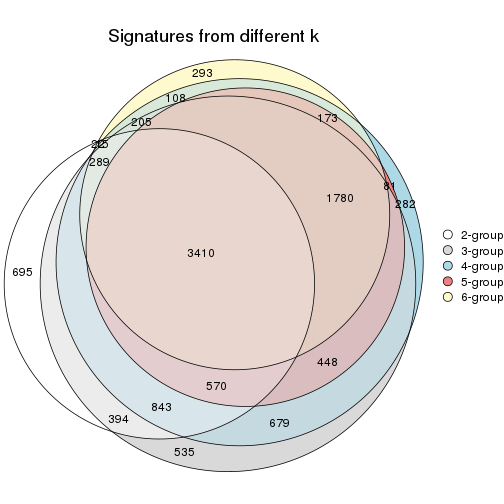 Signatures from different k
293
108
205
173
289
81
282
1780
3410
695
448
570
843
394
679
535
2-group
3-group
4-group
5-group
6-group